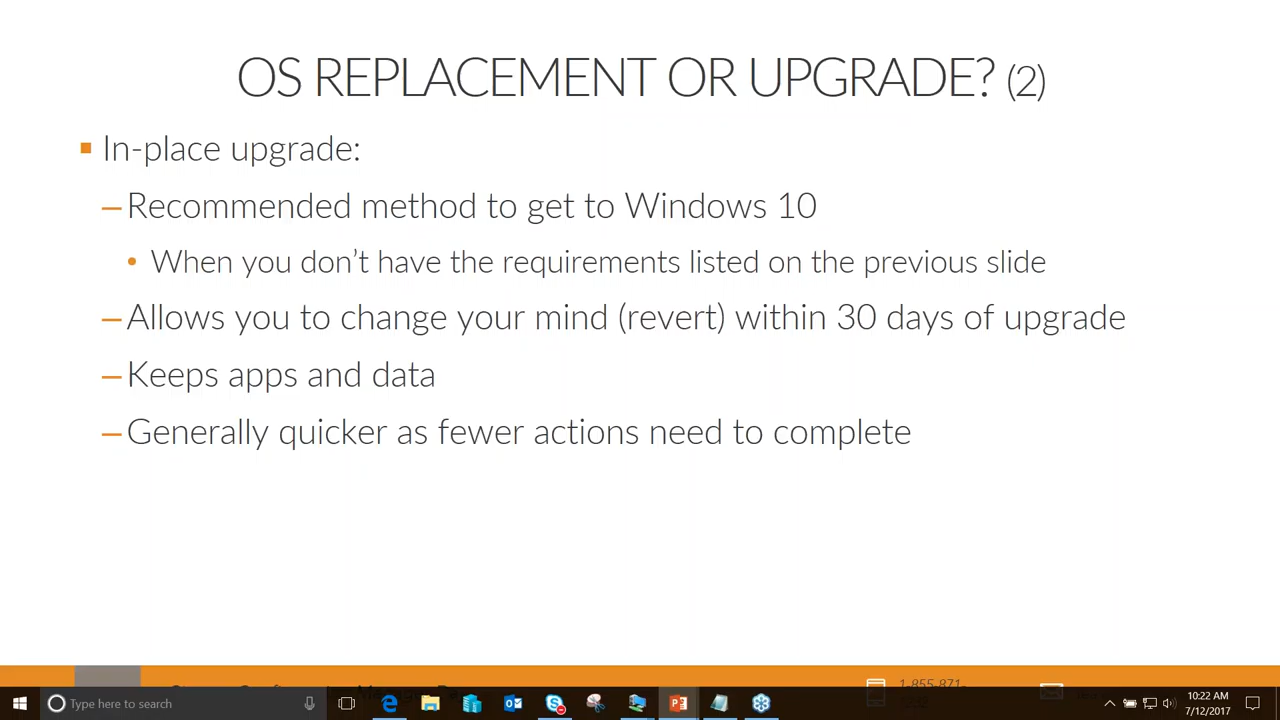 OS REPLACEMENT OR UPGRADE? (2)
▪ In-place upgrade:
–Recommended method to get to Windows 10
• When you don’t have the requirements listed on the previous slide
–Allows you to change your mind (revert) within 30 days of upgrade
–Keeps apps and data
–Generally quicker as fewer actions need to complete
1-855-871-
Type here to search
10:22 AM
7/12/2017